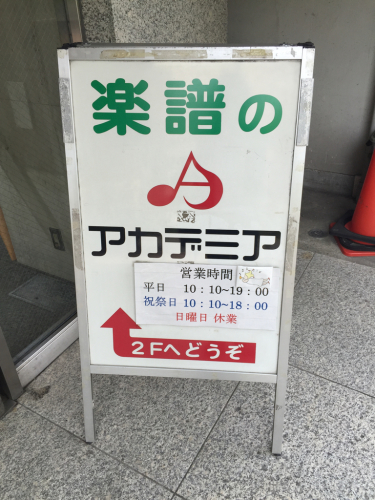 楽譜の
アカデミア
営業時間
平日 10:10~19:00
祝祭日 10:10~18:00
日曜日 休業
2Fへどうぞ